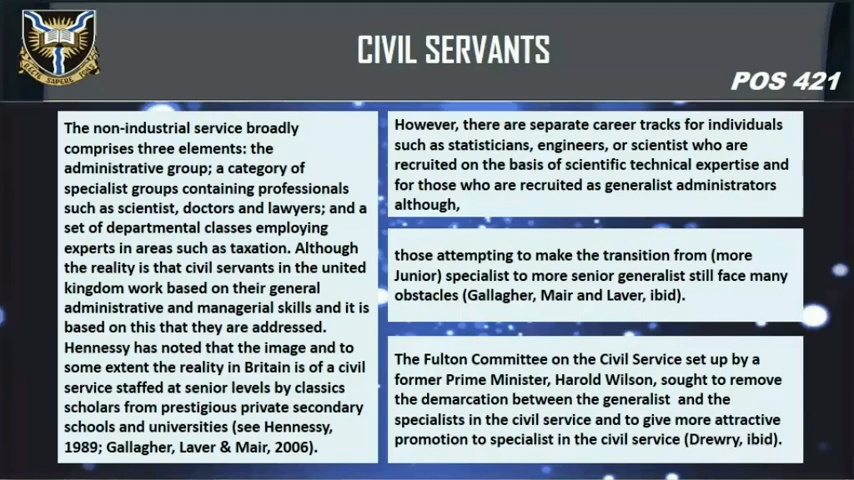 CIVIL SERVANTS
POS 421
The non-industrial service broadly
comprises three elements: the
administrative group; a category of
specialist groups containing professionals
such as scientist, doctors and lawyers; and a
set of departmental classes employing
experts in areas such as taxation. Although
the reality is that civil servants in the united
kingdom work based on their general
administrative and managerial skills and it is
based on this that they are addressed.
Hennessy has noted that the image and to
some extent the reality in Britain is of a civil
service staffed at senior levels by classics
scholars from prestigious private secondary
schools and universities (see Hennessy,
1989; Gallagher, Laver & Mair, 2006).
However, there are separate career tracks for individuals
such as statisticians, engineers, or scientist who are
recruited on the basis of scientific technical expertise and
for those who are recruited as generalist administrators
although,
those attempting to make the transition from (more
Junior) specialist to more senior generalist still face many
obstacles (Gallagher, Mair and Laver, ibid).
The Fulton Committee on the Civil Service set up by a
former Prime Minister, Harold Wilson, sought to remove
the demarcation between the generalist and the
specialists in the civil service and to give more attractive
promotion to specialist in the civil service (Drewry, ibid).